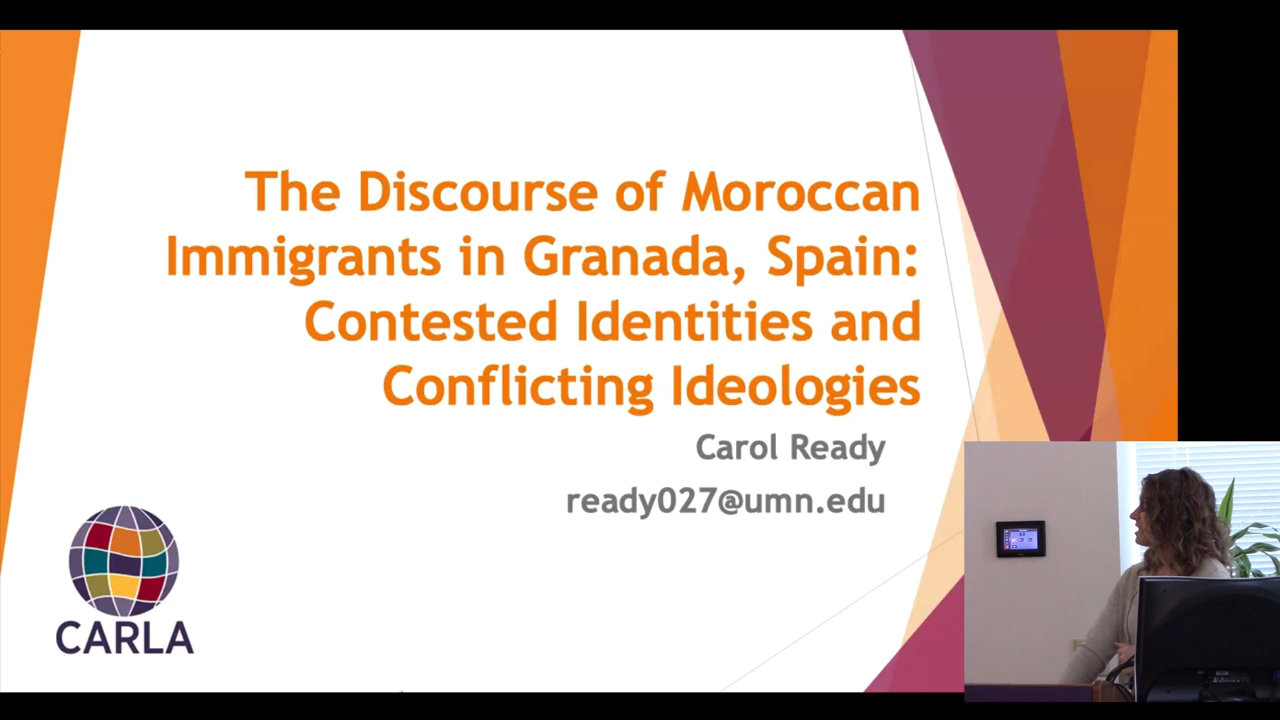 The Discourse of Moroccan
Immigrants in Granada, Spain:
Contested Identities and
Conflicting Ideologies
Carol Ready
ready027@umn.edu
CARLA